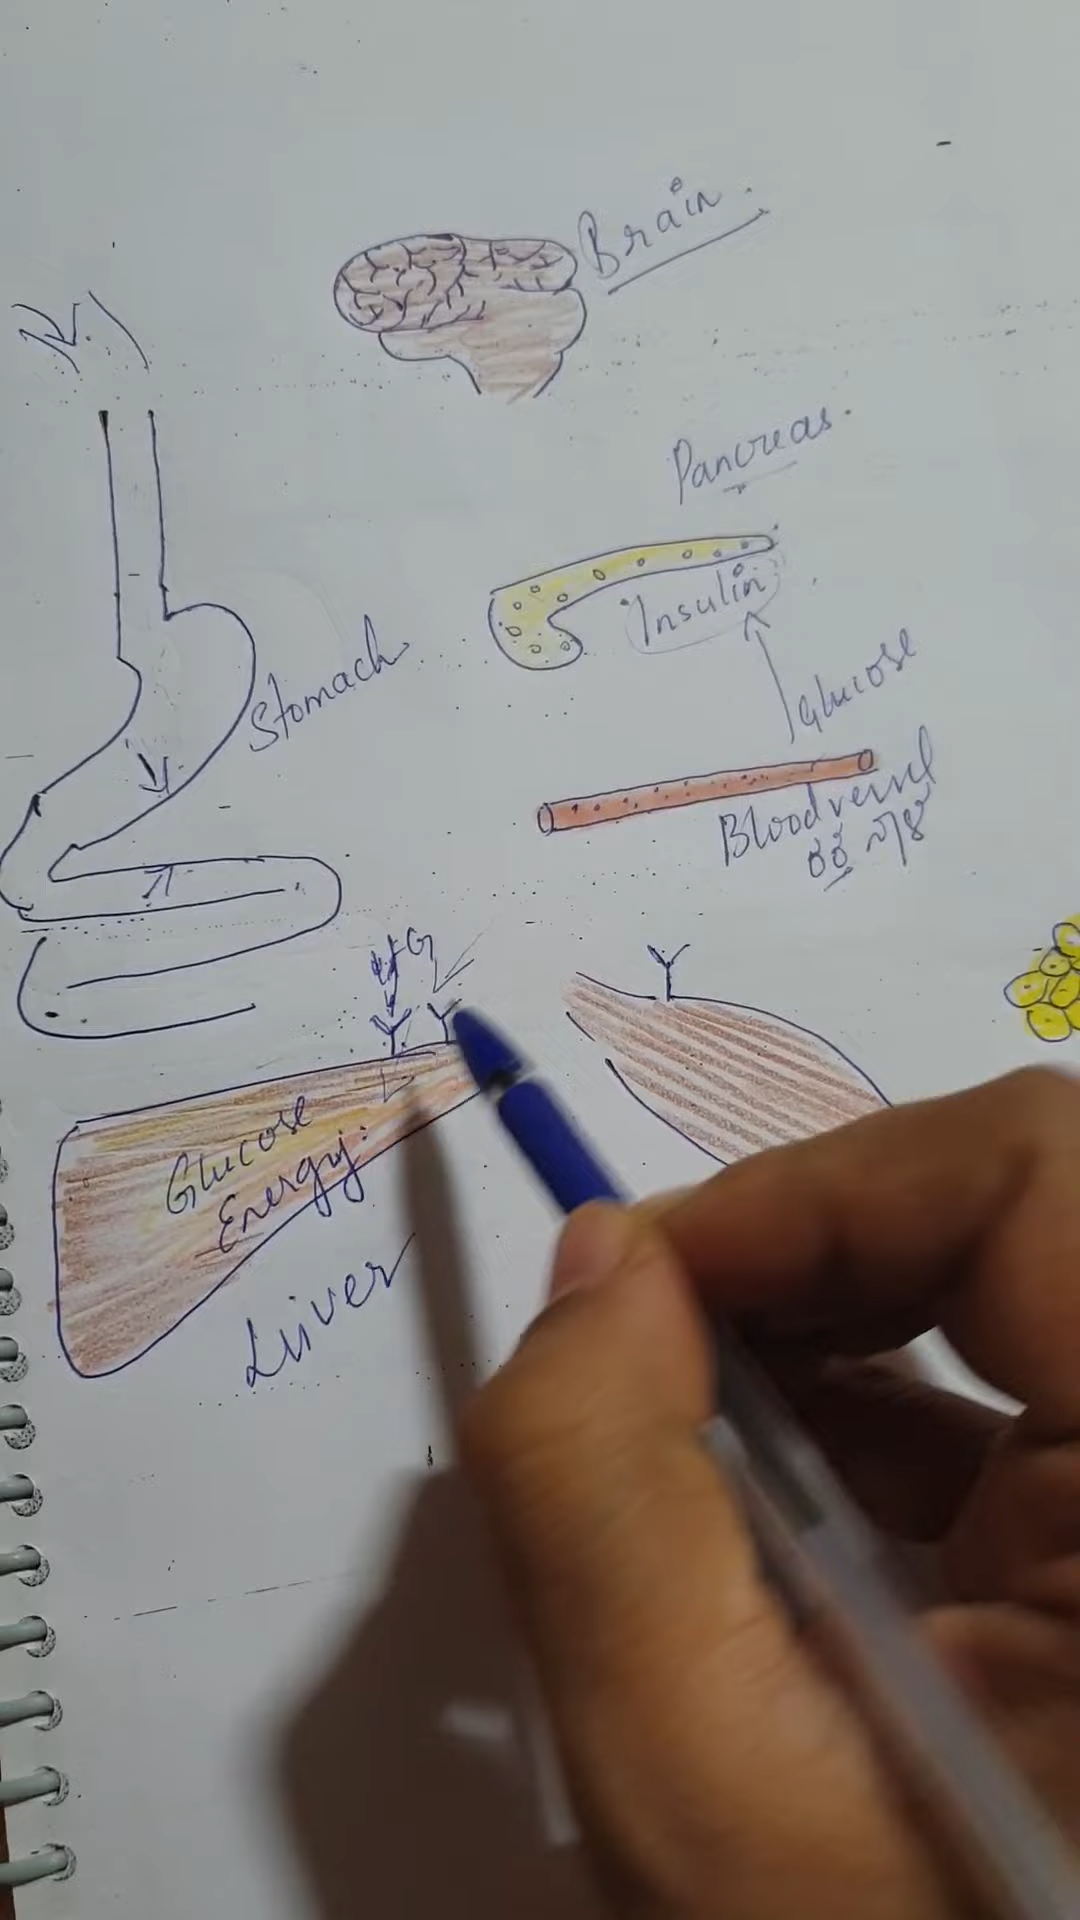 Brain.
Pancreas.
Insulin
Stomach
Glucose
Bloodvessel
ರಕ್ತ
G
Glucose
Energy.
Liver